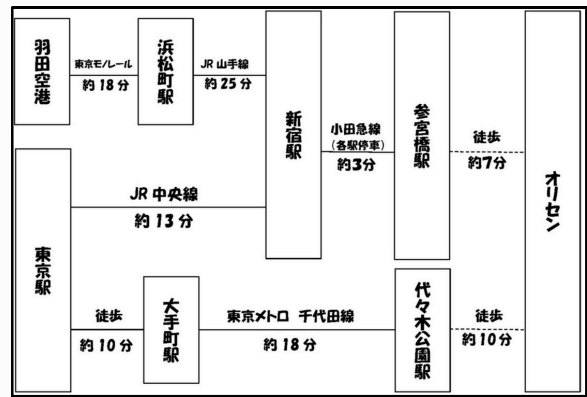 羽田空港
東京モノレール
約18分
浜松町駅
JR 山手線
約25分
新宿駅
小田急線
(各駅停車)
約3分
参宮橋駅
徒歩
約7分
オリセン
東京駅
JR 中央線
約13分
徒歩
約10分
大手町駅
東京メトロ 千代田線
約18分
代々木公園駅
徒歩
約10分